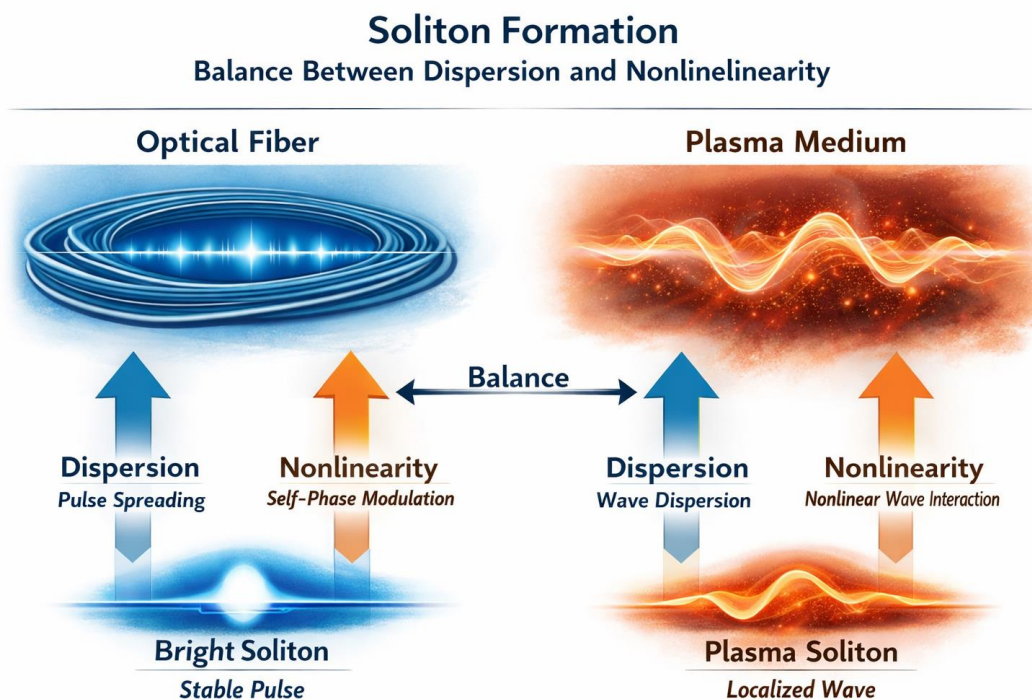 Soliton Formation
Balance Between Dispersion and Nonlinelinearity
Optical Fiber
Plasma Medium
Balance
Dispersion
Pulse Spreading
Nonlinearity
Self-Phase Modulation
Dispersion
Wave Dispersion
Nonlinearity
Nonlinear Wave Interaction
Bright Soliton
Stable Pulse
Plasma Soliton
Localized Wave